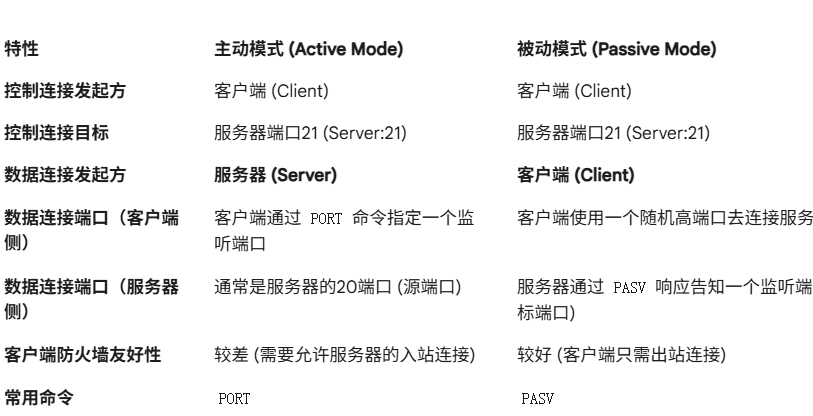 特性 主动模式 (Active Mode) 被动模式 (Passive Mode)
控制连接发起方 客户端 (Client) 客户端 (Client)
控制连接目标 服务器端口21 (Server:21) 服务器端口21 (Server:21)
数据连接发起方 服务器 (Server) 客户端 (Client)
数据连接端口（客户端 客户端通过 PORT 命令指定一个监 客户端使用一个随机高端口去连接服务
侧） 听端口
数据连接端口（服务器 通常是服务器的20端口 (源端口) 服务器通过 PASV 响应告知一个监听端
侧） 标端口)
客户端防火墙友好性 较差 (需要允许服务器的入站连接) 较好 (客户端只需出站连接)
常用命令 PORT PASV